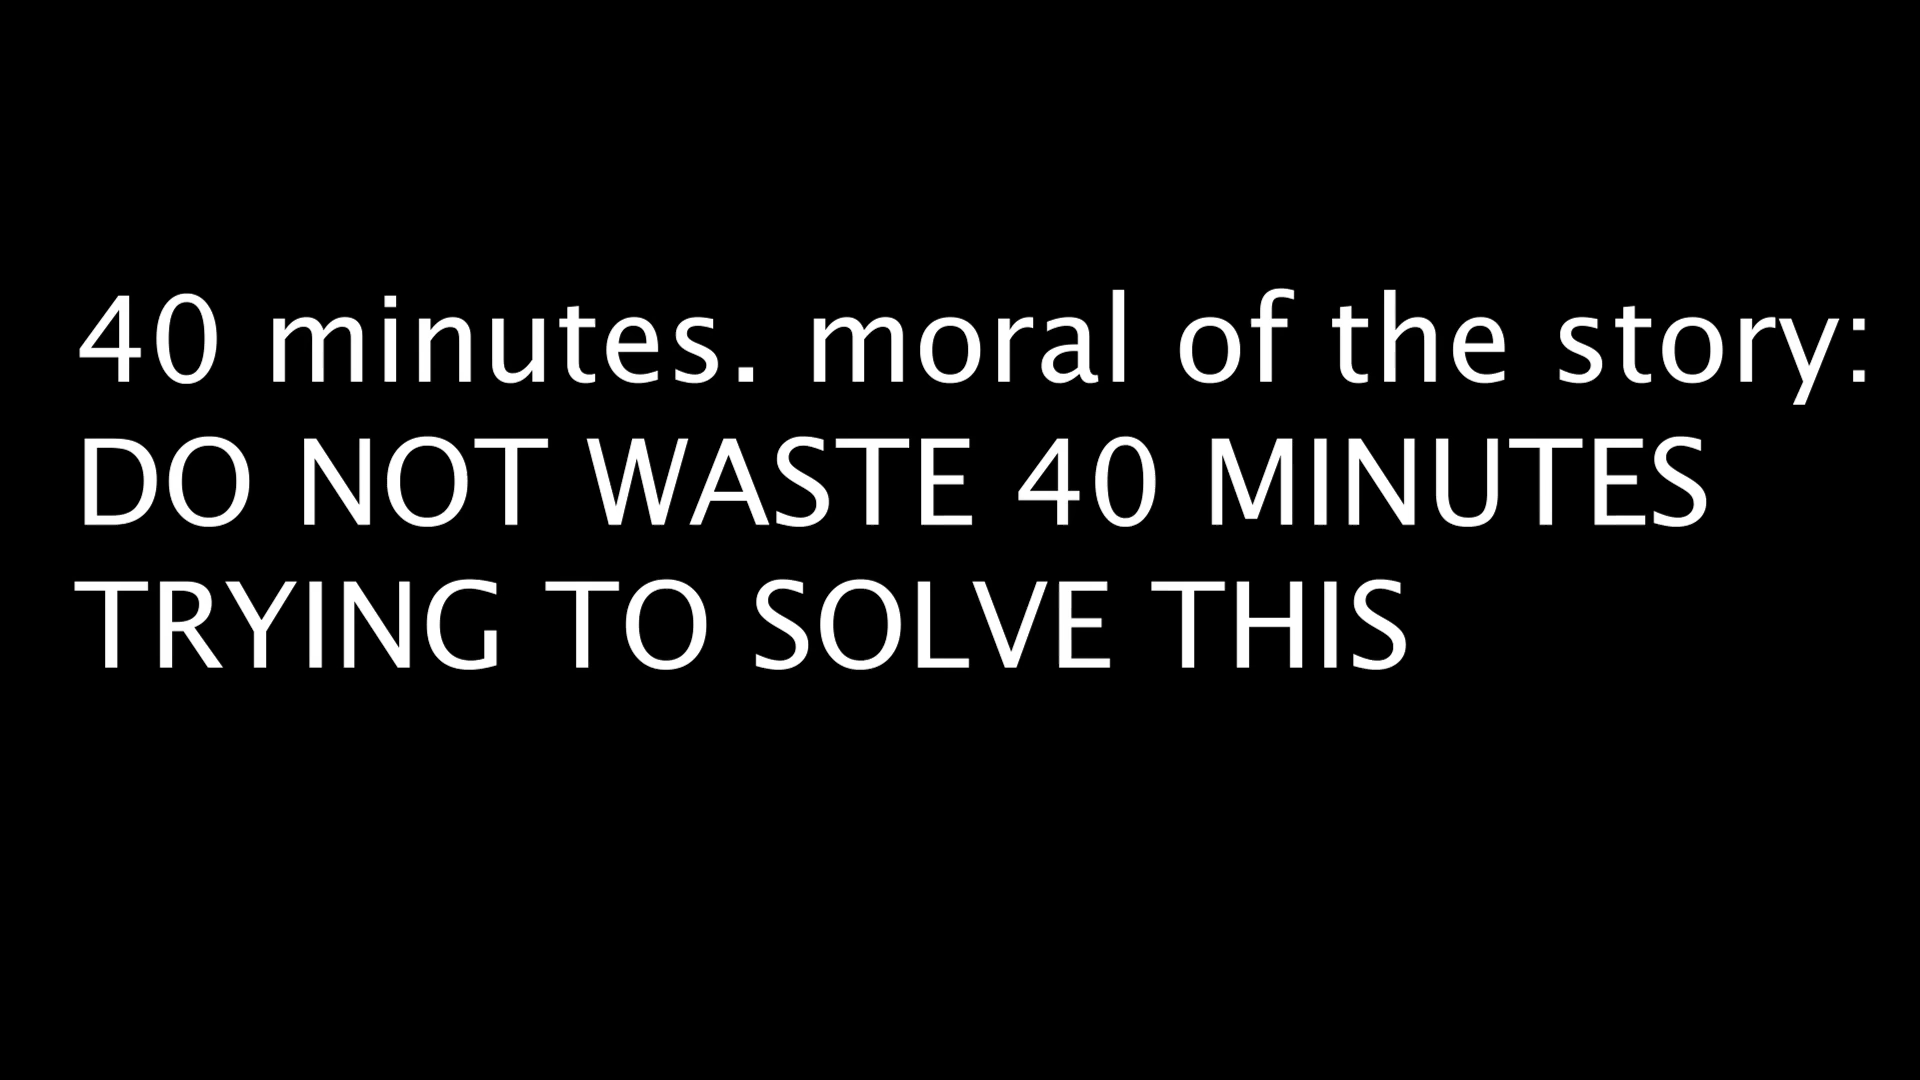 40 minutes. moral of the story:
DO NOT WASTE 40 MINUTES
TRYING TO SOLVE THIS